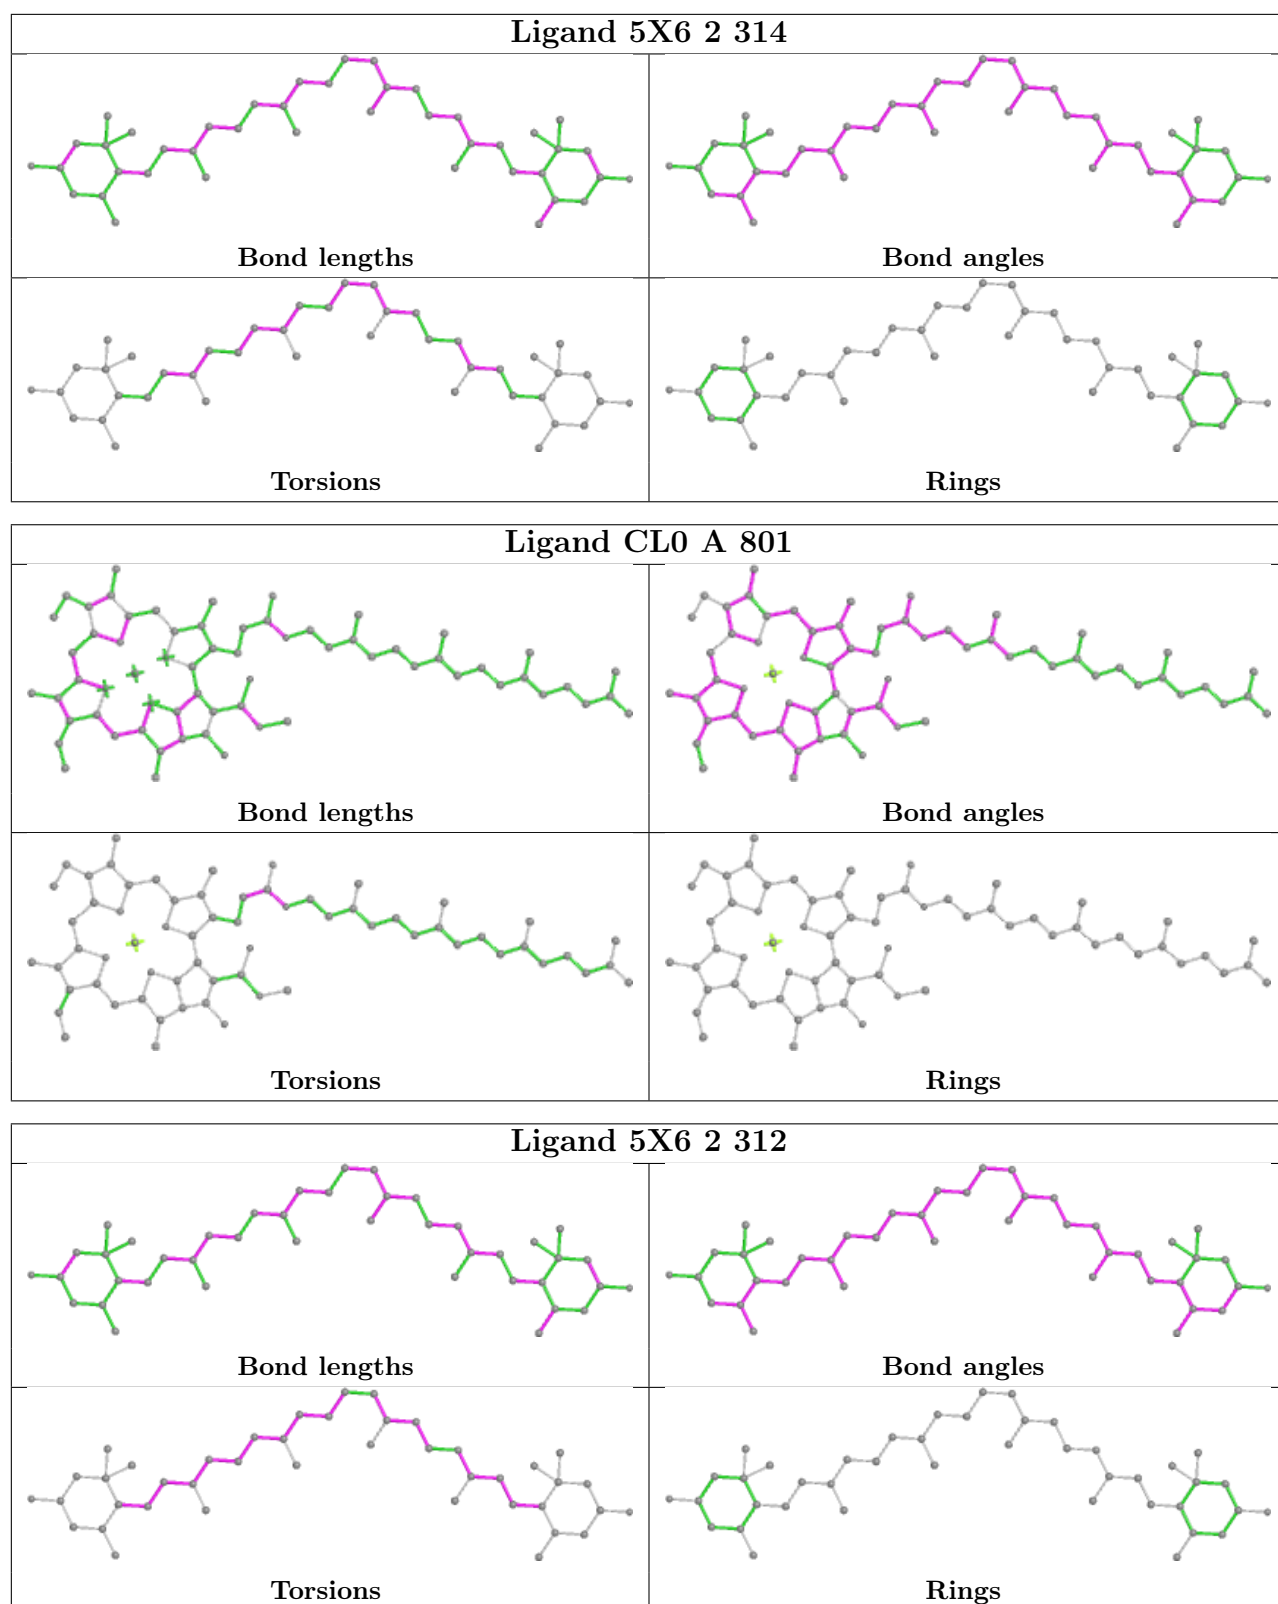 Ligand 5X6 2 314
Bond lengths
Bond angles
Torsions
Rings
Ligand CL0 A 801
Bond lengths
Bond angles
Torsions
Rings
Ligand 5X6 2 312
Bond lengths
Bond angles
Torsions
Rings